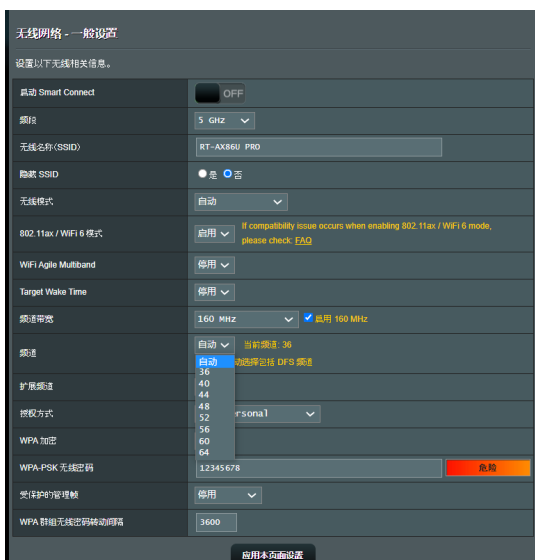 无线网络 - 一般设置
设置以下无线相关信息。
启动 Smart Connect
OFF
频段
5 GHz
无线名称(SSID)
RT-AX86U PRO
隐藏 SSID
是 否
无线模式
自动
802.11ax / WiFi 6 模式
启用
If compatibility issue occurs when enabling 802.11ax / WiFi 6 mode,
please check: FAQ
WiFi Agile Multiband
停用
Target Wake Time
停用
频道带宽
160 MHz
启用 160 MHz
频道
自动
当前频道: 36
自动
动选择包括 DFS 频道
36
40
扩展频道
44
48
授权方式
52
rsonal
56
WPA 加密
60
64
WPA-PSK 无线密码
12345678
危险
受保护的管理帧
停用
WPA 群组无线密码转动间隔
3600
应用本页面设置